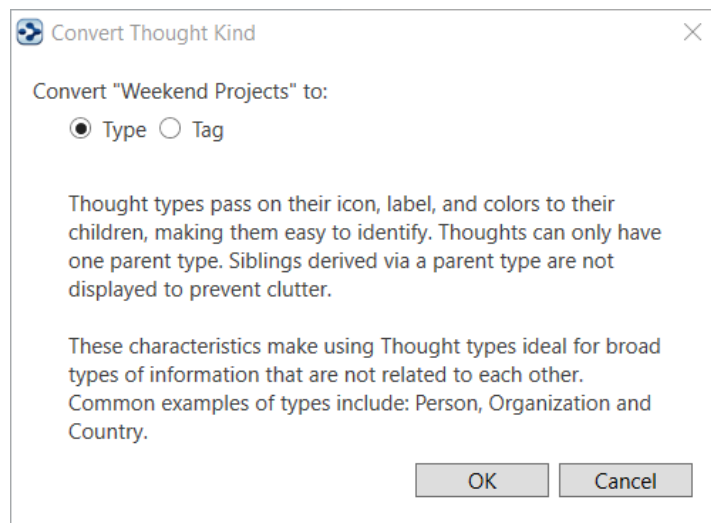 Convert Thought Kind
Convert "Weekend Projects" to:
Type Tag
Thought types pass on their icon, label, and colors to their
children, making them easy to identify. Thoughts can only have
one parent type. Siblings derived via a parent type are not
displayed to prevent clutter.
These characteristics make using Thought types ideal for broad
types of information that are not related to each other.
Common examples of types include: Person, Organization and
Country.
OK Cancel